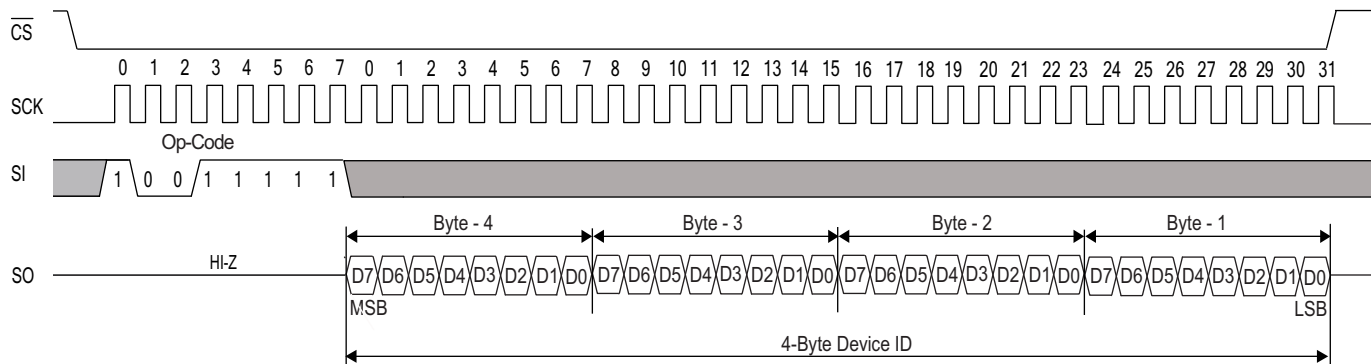 CS
0 1 2 3 4 5 6 7 0 1 2 3 4 5 6 7 8 9 10 11 12 13 14 15 16 17 18 19 20 21 22 23 24 25 26 27 28 29 30 31
SCK
Op-Code
SI 1 0 0 1 1 1 1 1
Byte - 4 Byte - 3 Byte - 2 Byte - 1
SO HI-Z D7 D6 D5 D4 D3 D2 D1 D0 D7 D6 D5 D4 D3 D2 D1 D0 D7 D6 D5 D4 D3 D2 D1 D0 D7 D6 D5 D4 D3 D2 D1 D0
MSB LSB
4-Byte Device ID